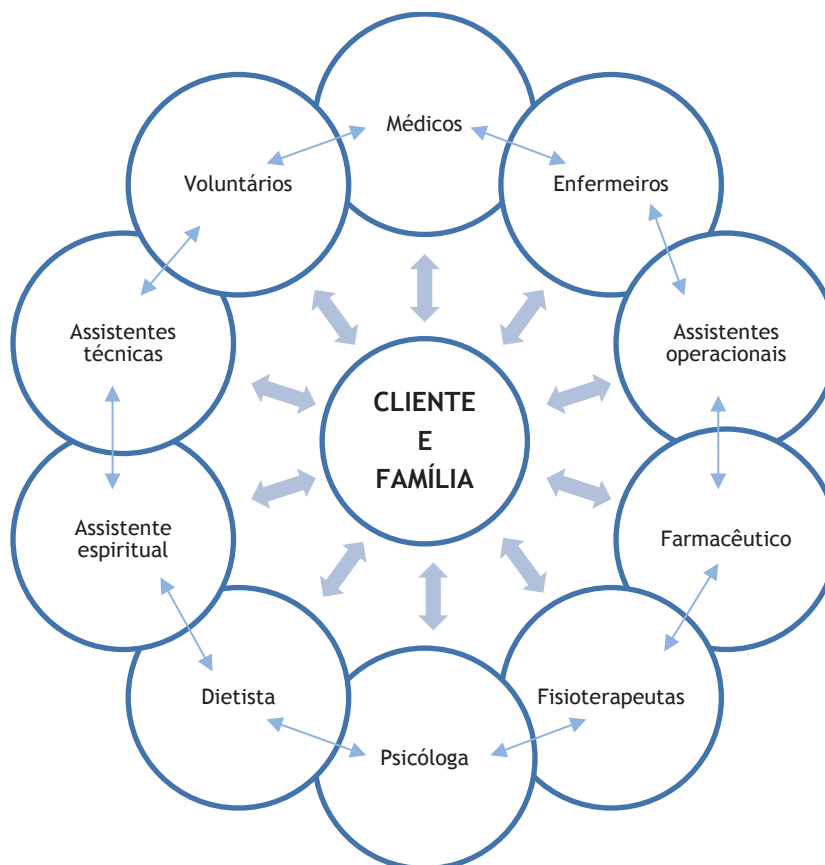 Médicos
Voluntários
Enfermeiros
Assistentes
técnicas
Assistentes
operacionais
CLIENTE
E
FAMÍLIA
Assistente
espiritual
Farmacêutico
Dietista
Fisioterapeutas
Psicóloga